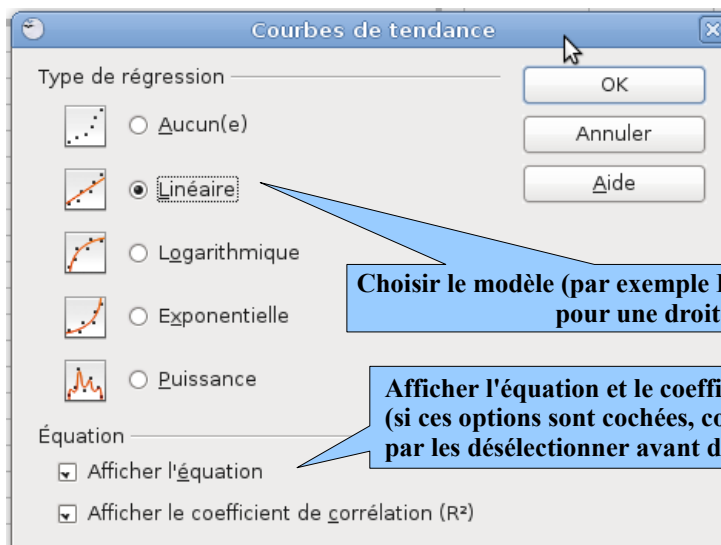 Courbes de tendance
Type de régression
OK
Aucun(e)
Annuler
Linéaire
Aide
Logarithmique
Choisir le modèle (par exemple
pour une droit
Exponentielle
Puissance
Afficher l'équation et le coeffi
(si ces options sont cochées, co
par les désélectionner avant d
Équation
Afficher l'équation
Afficher le coefficient de corrélation (R²)